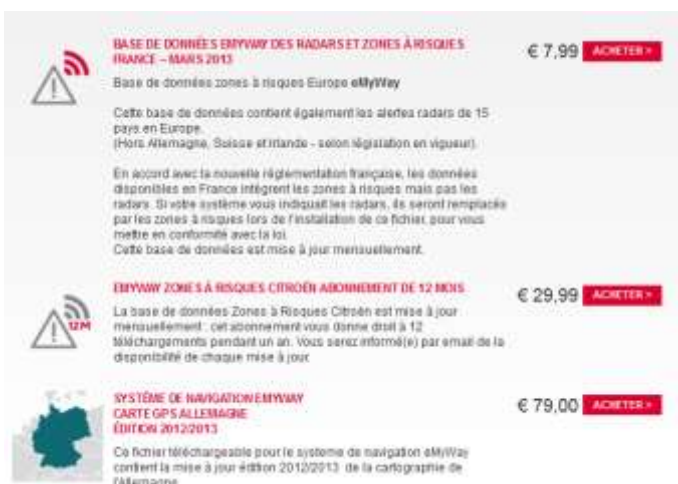 BASE DE DONNÉES EMYWAY DES RADARS ET ZONES À RISQUES
FRANCE – MARS 2013
€ 7,99 ACHETER >
Base de données zones à risques Europe eMyWay
Cette base de données contient également les alertes radars de 15
pays en Europe.
(Hors Allemagne, Suisse et Irlande - selon législation en vigueur).
En accord avec la nouvelle réglementation française, les données
disponibles en France intègrent les zones à risques mais pas les
radars. Si votre système vous indiquait les radars, ils seront remplacés
par les zones à risques lors de l'installation de ce fichier, pour vous
mettre en conformité avec la loi.
Cette base de données est mise à jour mensuellement.
12M
EMYWAY ZONES À RISQUES CITROËN ABONNEMENT DE 12 MOIS
€ 29,99 ACHETER >
La base de données Zones à Risques Citroën est mise à jour
mensuellement : cet abonnement vous donne droit à 12
téléchargements pendant un an. Vous serez informé(e) par email de la
disponibilité de chaque mise à jour.
SYSTÈME DE NAVIGATION EMYWAY
CARTE GPS ALLEMAGNE
ÉDITION 2012/2013
€ 79,00 ACHETER >
Ce fichier téléchargeable pour le systeme de navigation eMyWay
contient la mise à jour édition 2012/2013 de la cartographie de
l'Allemagne